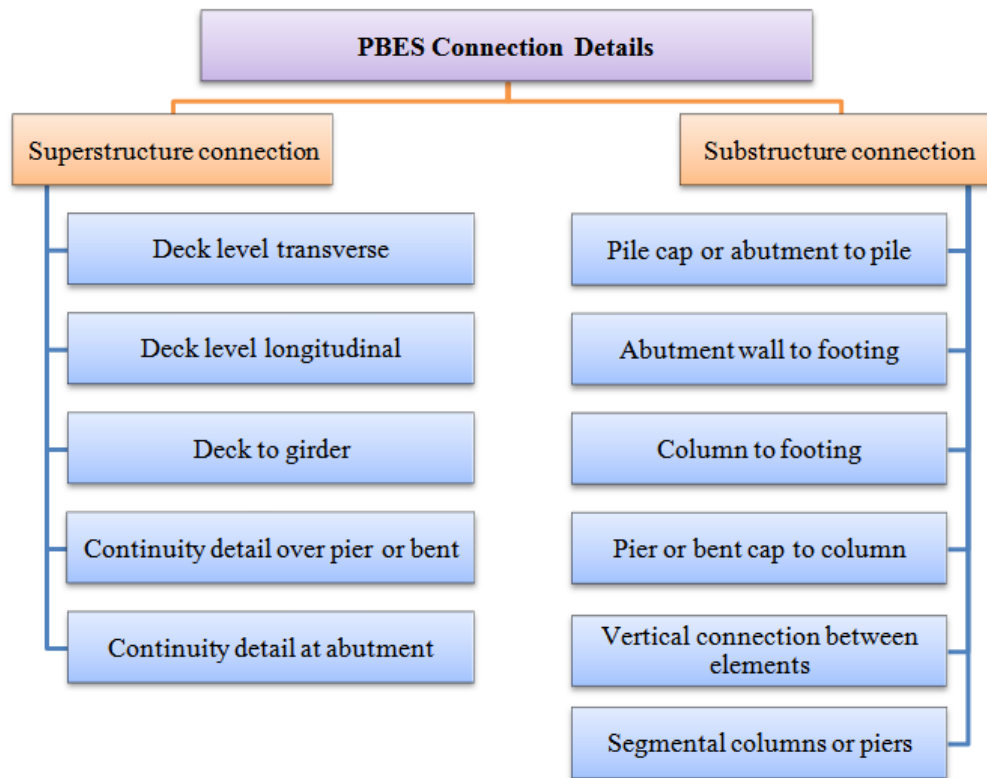 PBES Connection Details
Superstructure connection
Deck level transverse
Deck level longitudinal
Deck to girder
Continuity detail over pier or bent
Continuity detail at abutment
Substructure connection
Pile cap or abutment to pile
Abutment wall to footing
Column to footing
Pier or bent cap to column
Vertical connection between
elements
Segmental columns or piers